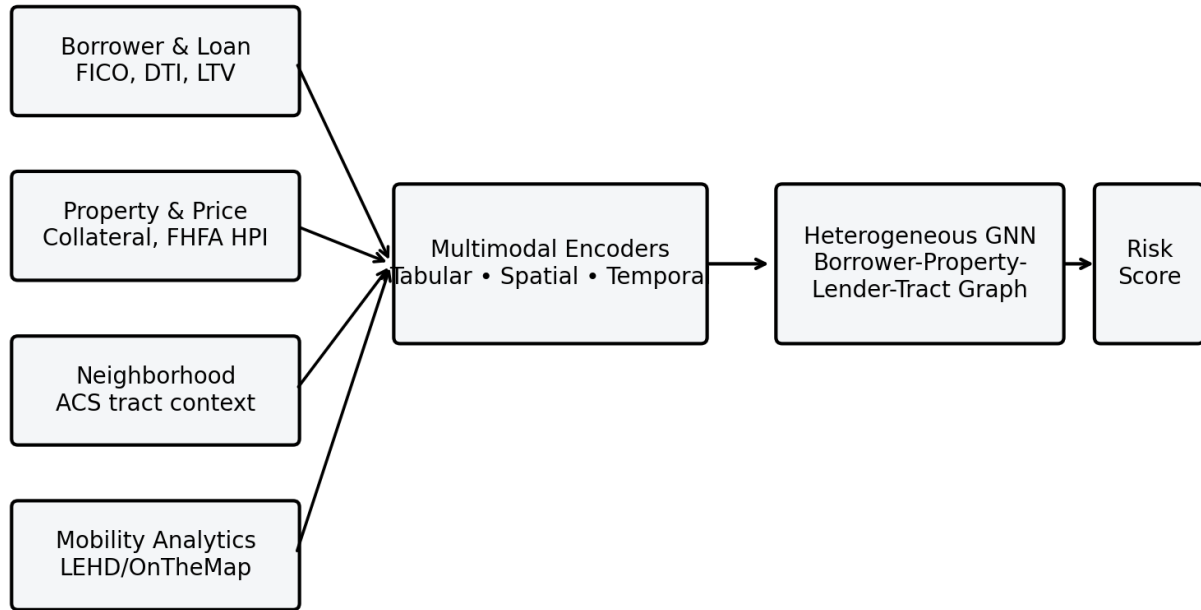 Borrower & Loan
FICO, DTI, LTV
Property & Price
Collateral, FHFA HPI
Neighborhood
ACS tract context
Mobility Analytics
LEHD/OnTheMap
Multimodal Encoders
Tabular • Spatial • Tempora
Heterogeneous GNN
Borrower-Property-
Lender-Tract Graph
Risk
Score